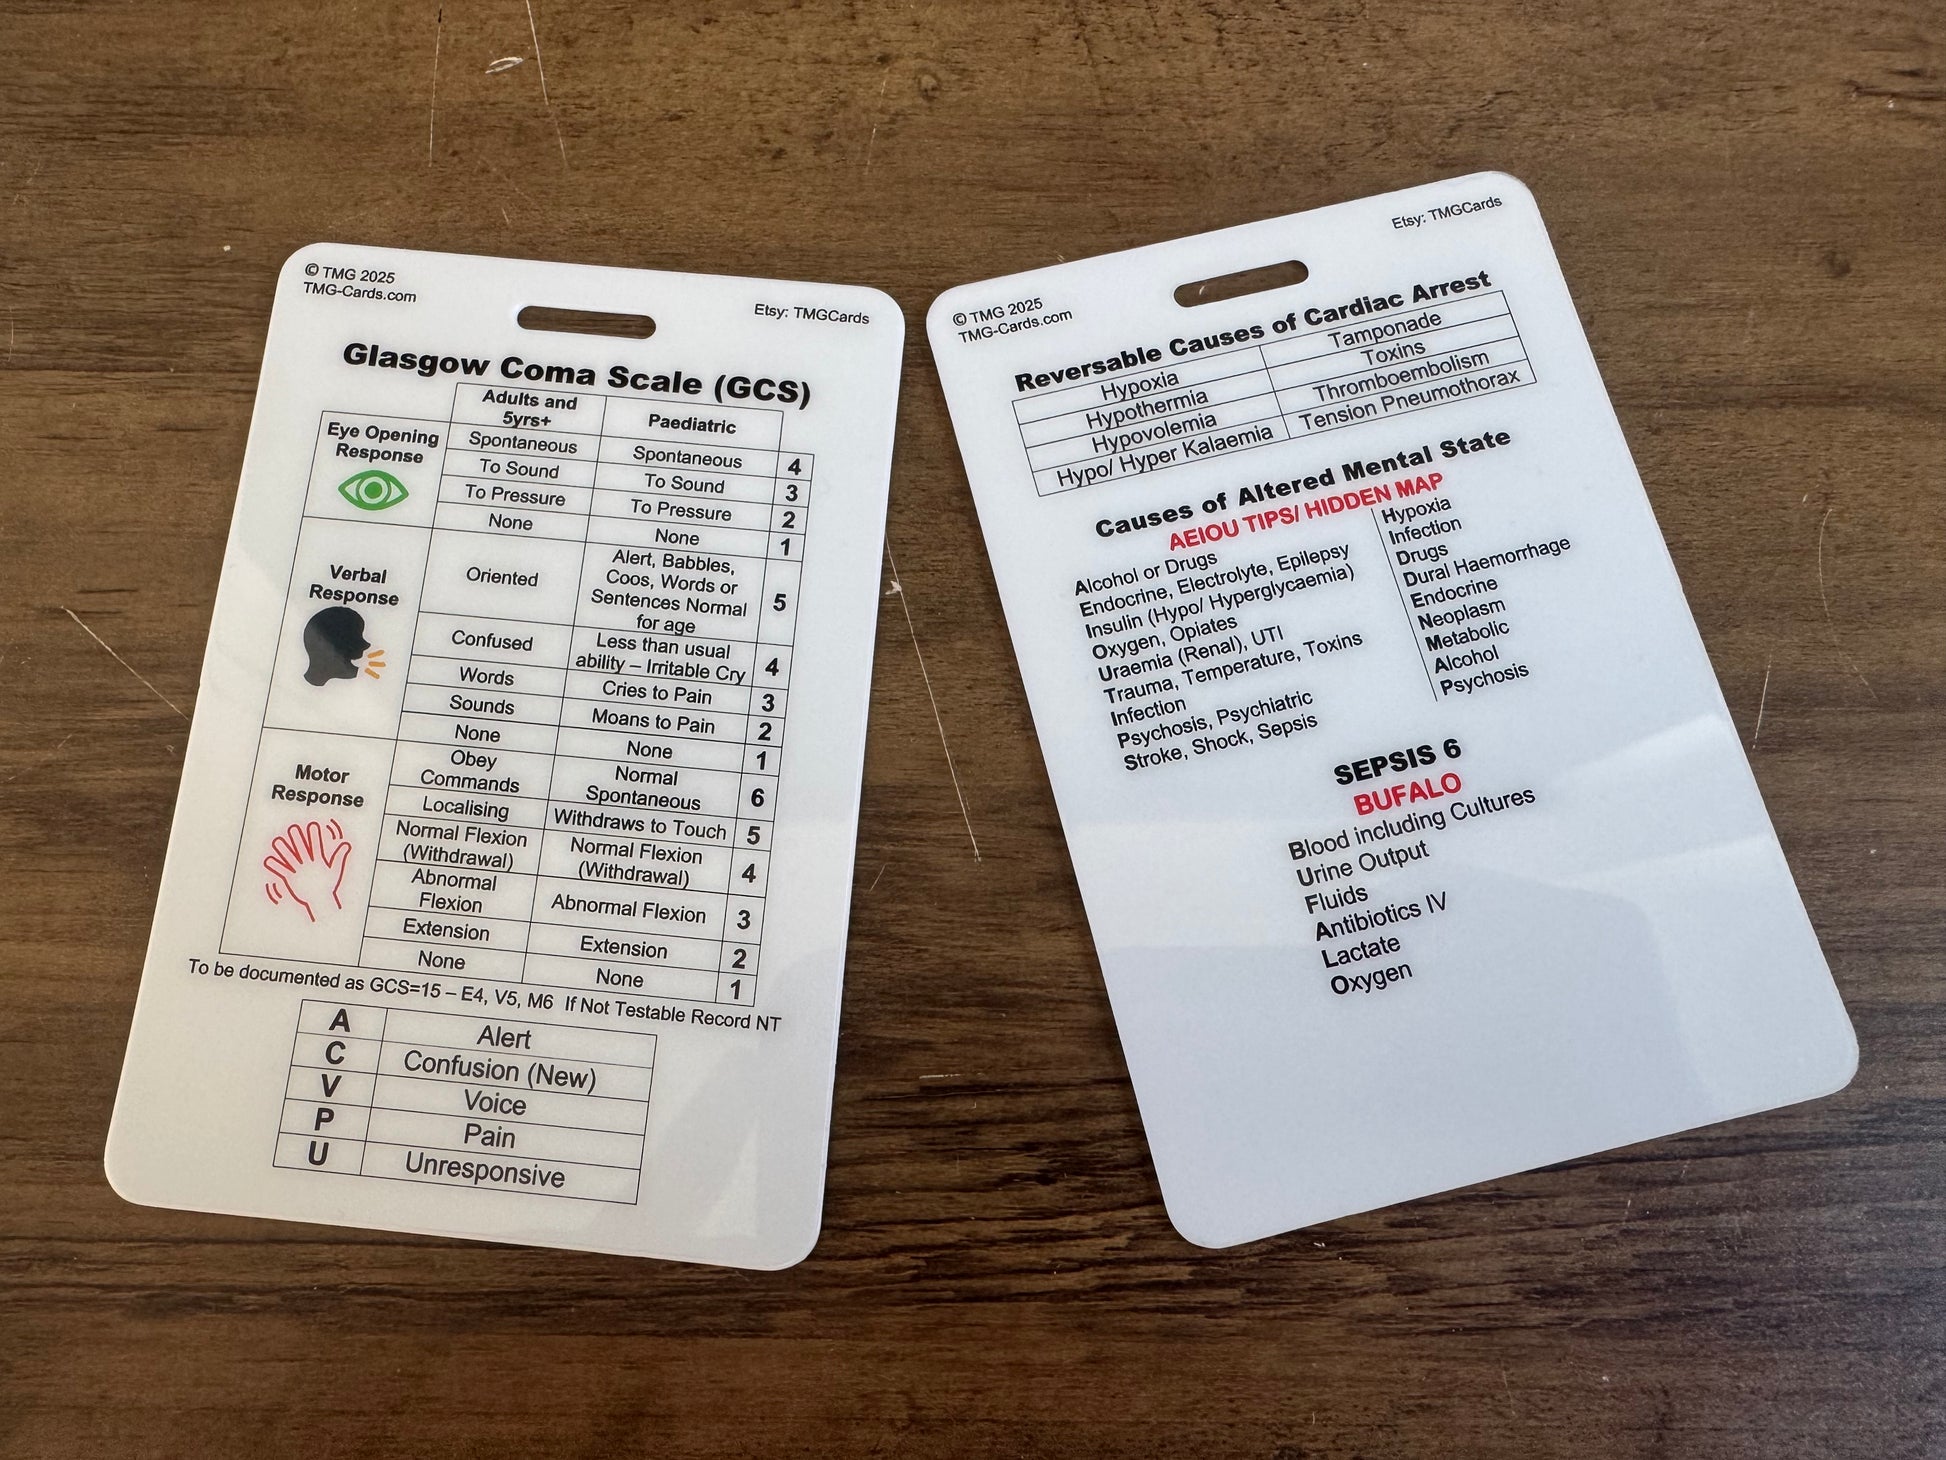 © TMG 2025
TMG-Cards.com
Etsy: TMGCards
Glasgow Coma Scale (GCS)
Adults and
5yrs+
Paediatric
Eye Opening
Response
Spontaneous Spontaneous 4
To Sound To Sound 3
To Pressure To Pressure 2
None None 1
Verbal
Response
Oriented
Alert, Babbles,
Coos, Words or
Sentences Normal
for age
5
Confused
Less than usual
ability – Irritable Cry
4
Words Cries to Pain 3
Sounds Moans to Pain 2
None None 1
Motor
Response
Obey
Commands
Normal
Spontaneous
6
Localising Withdraws to Touch 5
Normal Flexion
(Withdrawal)
Normal Flexion
(Withdrawal)
4
Abnormal
Flexion
Abnormal Flexion 3
Extension Extension 2
None None 1
To be documented as GCS=15 – E4, V5, M6 If Not Testable Record NT
A Alert
C Confusion (New)
V Voice
P Pain
U Unresponsive
© TMG 2025
TMG-Cards.com
Etsy: TMGCards
Reversable Causes of Cardiac Arrest
Hypoxia Tamponade
Hypothermia Toxins
Hypovolemia Thromboembolism
Hypo/ Hyper Kalaemia Tension Pneumothorax
Causes of Altered Mental State
AEIOU TIPS/ HIDDEN MAP
Alcohol or Drugs
Endocrine, Electrolyte, Epilepsy
Insulin (Hypo/ Hyperglycaemia)
Oxygen, Opiates
Uraemia (Renal), UTI
Trauma, Temperature, Toxins
Infection
Psychosis, Psychiatric
Stroke, Shock, Sepsis
Hypoxia
Infection
Drugs
Dural Haemorrhage
Endocrine
Neoplasm
Metabolic
Alcohol
Psychosis
SEPSIS 6
BUFALO
Blood including Cultures
Urine Output
Fluids
Antibiotics IV
Lactate
Oxygen